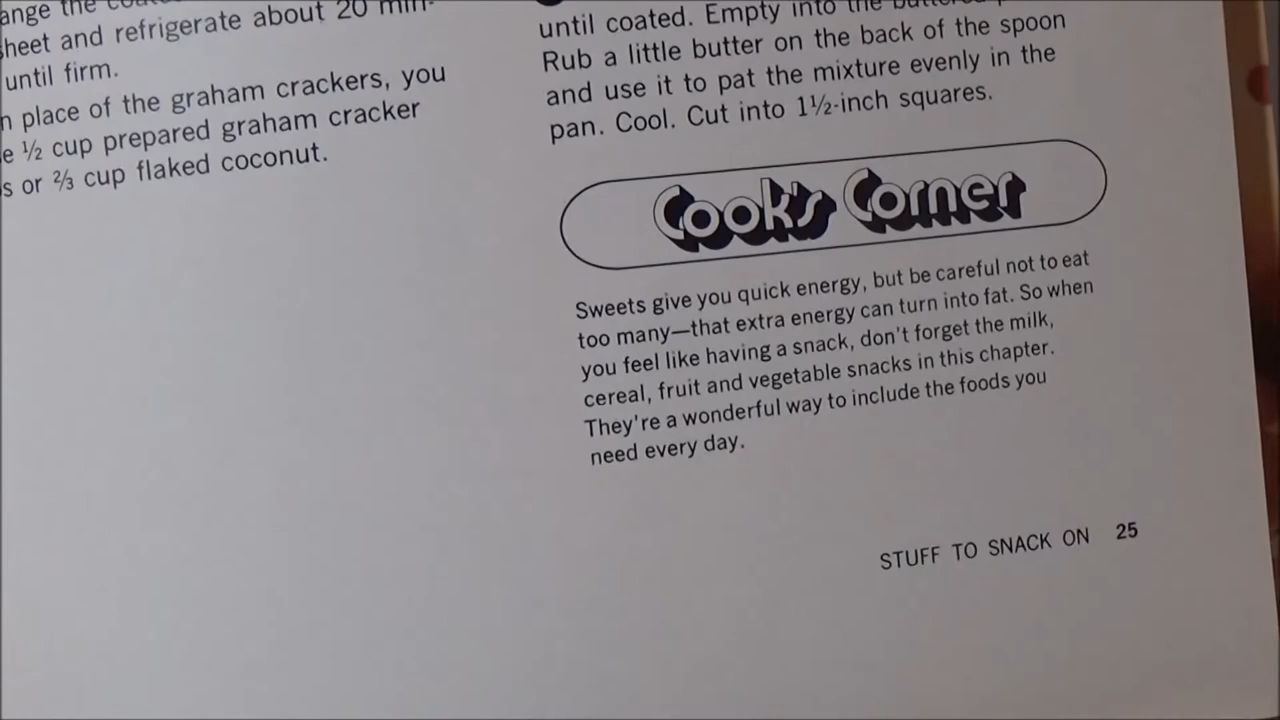 ange the
sheet and refrigerate about 20 min-
until firm.
n place of the graham crackers, you
e ½ cup prepared graham cracker
s or ⅔ cup flaked coconut.
until coated. Empty into the
Rub a little butter on the back of the spoon
and use it to pat the mixture evenly in the
pan. Cool. Cut into 1½-inch squares.
Cook's Corner
Sweets give you quick energy, but be careful not to eat
too many—that extra energy can turn into fat. So when
you feel like having a snack, don't forget the milk,
cereal, fruit and vegetable snacks in this chapter.
They're a wonderful way to include the foods you
need every day.
STUFF TO SNACK ON 25